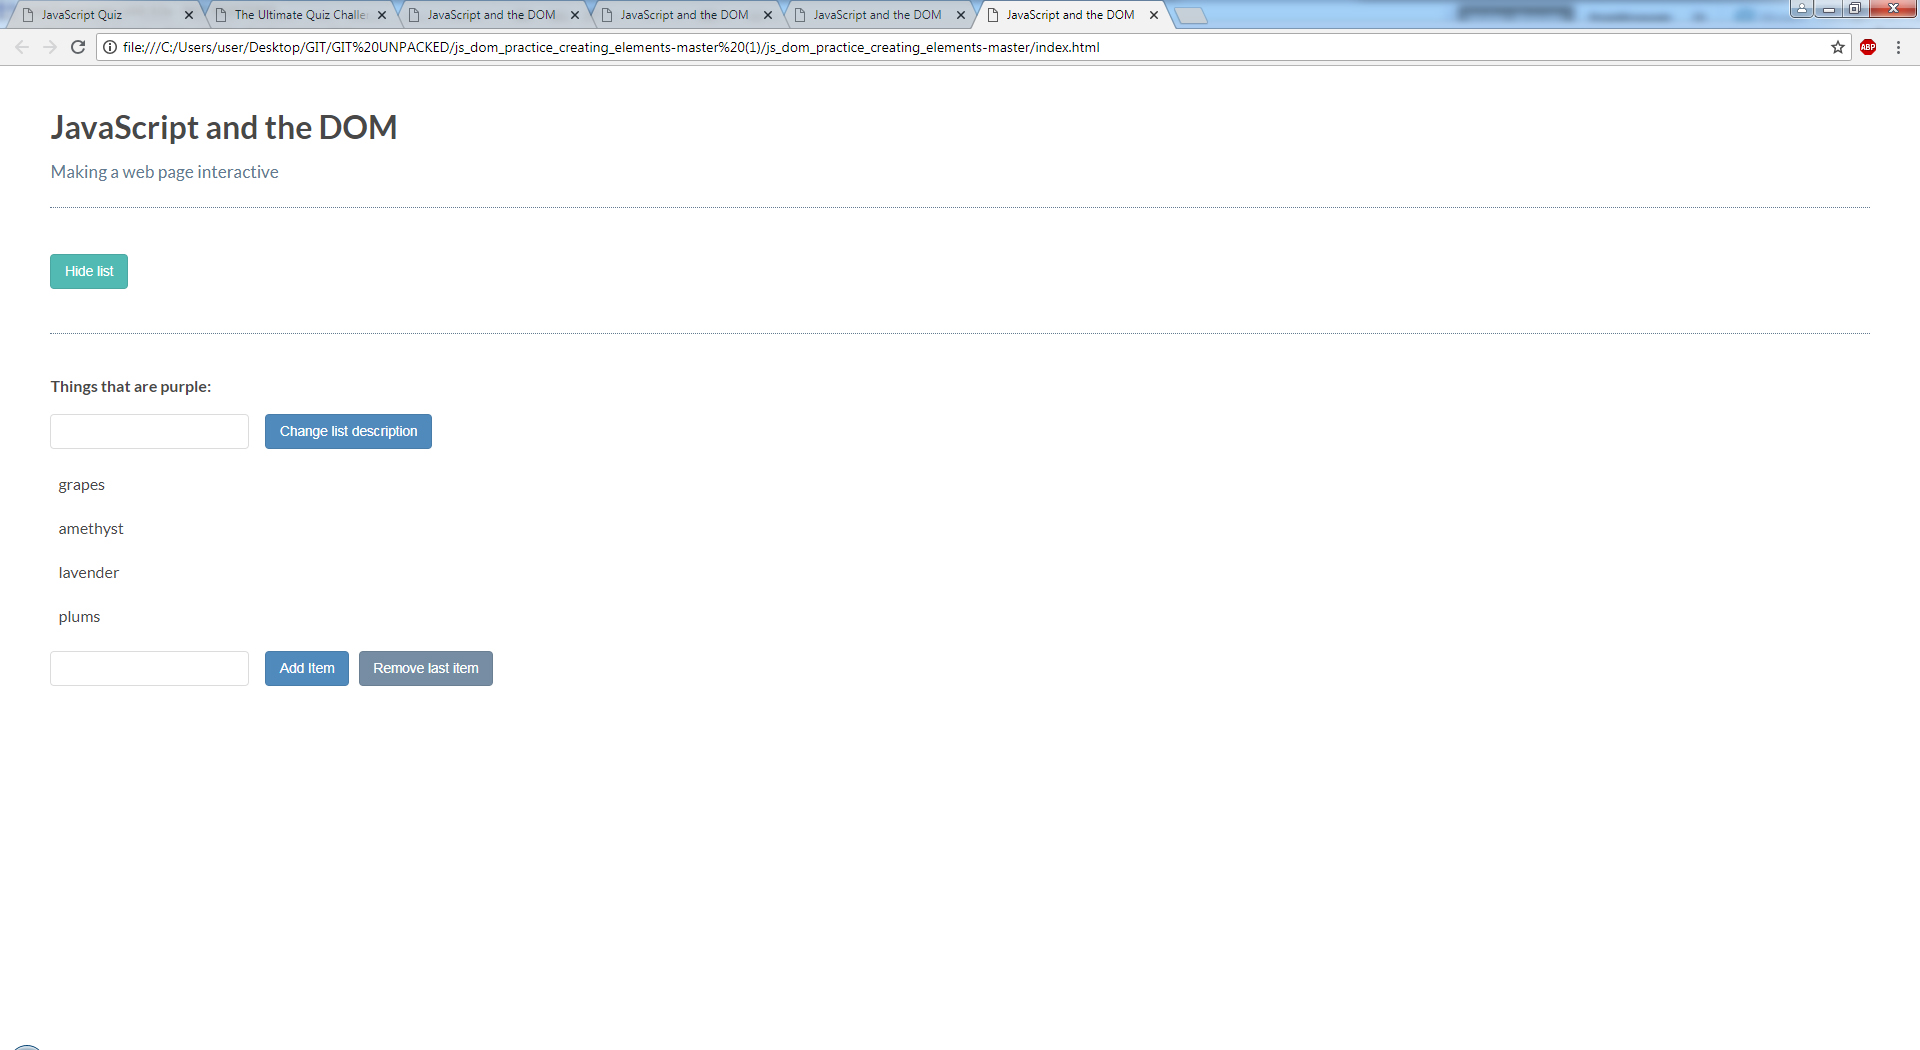 JavaScript Quiz
The Ultimate Quiz Challe
JavaScript and the DOM
JavaScript and the DOM
JavaScript and the DOM
JavaScript and the DOM
file:///C:/Users/user/Desktop/GIT/GIT%20UNPACKED/js_dom_practice_creating_elements-master%20(1)/js_dom_practice_creating_elements-master/index.html
ABP
JavaScript and the DOM
Making a web page interactive
Hide list
Things that are purple:
Change list description
grapes
amethyst
lavender
plums
Add Item
Remove last item